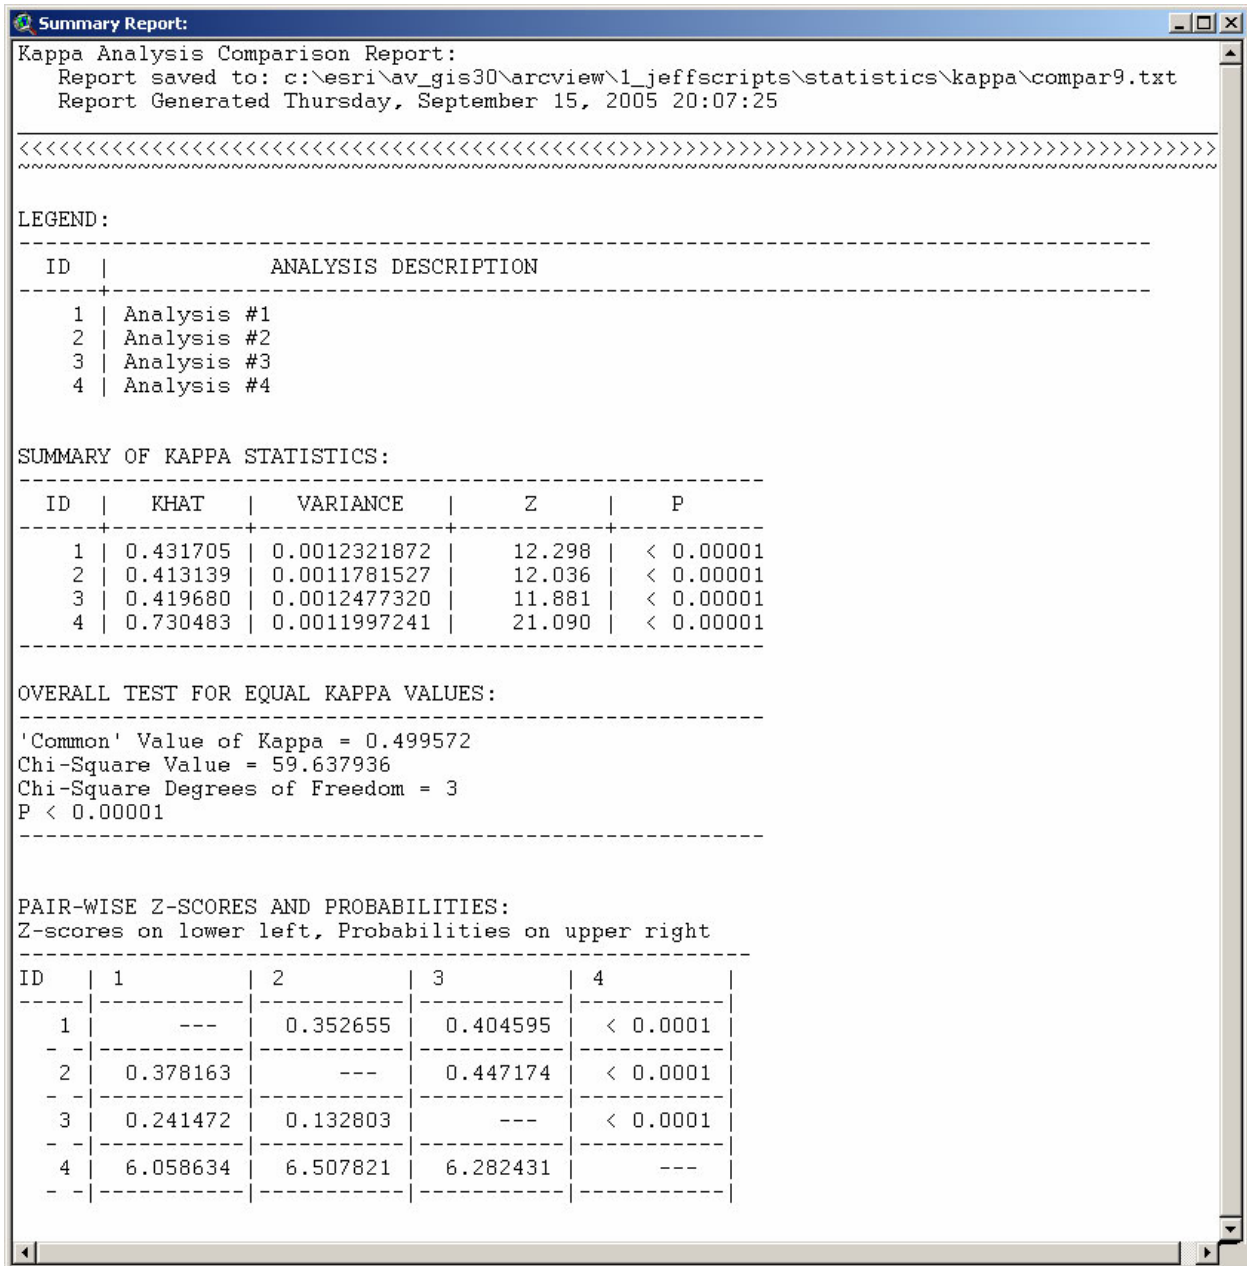 Summary Report:
Kappa Analysis Comparison Report:
   Report saved to: c:\esri\av_gis30\arcview\1_jeffscripts\statistics\kappa\compar9.txt
   Report Generated Thursday, September 15, 2005 20:07:25
<<<<<<<<<<<<<<<<<<<<<<<<<<<<<<<<<<<<<<<<<<<<<>>>>>>>>>>>>>>>>>>>>>>>>>>>>>>>>>>>>>>>>>>>>>
~~~~~~~~~~~~~~~~~~~~~~~~~~~~~~~~~~~~~~~~~~~~~~~~~~~~~~~~~~~~~~~~~~~~~~~~~~~~~~~~~~~~~~~~~~
LEGEND:
-------------------------------------------------------------------------------------
  ID  |            ANALYSIS DESCRIPTION
------+------------------------------------------------------------------------------
    1 | Analysis #1
    2 | Analysis #2
    3 | Analysis #3
    4 | Analysis #4
SUMMARY OF KAPPA STATISTICS:
--------------------------------------------------------
  ID  |   KHAT   |   VARIANCE   |     Z     |    P
------+----------+--------------+-----------+-----------
    1 | 0.431705 | 0.0012321872 |    12.298 |  < 0.00001
    2 | 0.413139 | 0.0011781527 |    12.036 |  < 0.00001
    3 | 0.419680 | 0.0012477320 |    11.881 |  < 0.00001
    4 | 0.730483 | 0.0011997241 |    21.090 |  < 0.00001
--------------------------------------------------------
OVERALL TEST FOR EQUAL KAPPA VALUES:
--------------------------------------------------------
'Common' Value of Kappa = 0.499572
Chi-Square Value = 59.637936
Chi-Square Degrees of Freedom = 3
P < 0.00001
--------------------------------------------------------
PAIR-WISE Z-SCORES AND PROBABILITIES:
Z-scores on lower left, Probabilities on upper right
-------------------------------------------------------
ID   | 1         | 2         | 3         | 4         |
-----|-----------|-----------|-----------|-----------|
   1 |      ---  |  0.352655 |  0.404595 |  < 0.0001 |
  - -|-----------|-----------|-----------|-----------|
   2 |  0.378163 |      ---  |  0.447174 |  < 0.0001 |
  - -|-----------|-----------|-----------|-----------|
   3 |  0.241472 |  0.132803 |      ---  |  < 0.0001 |
  - -|-----------|-----------|-----------|-----------|
   4 |  6.058634 |  6.507821 |  6.282431 |      ---  |
  - -|-----------|-----------|-----------|-----------|